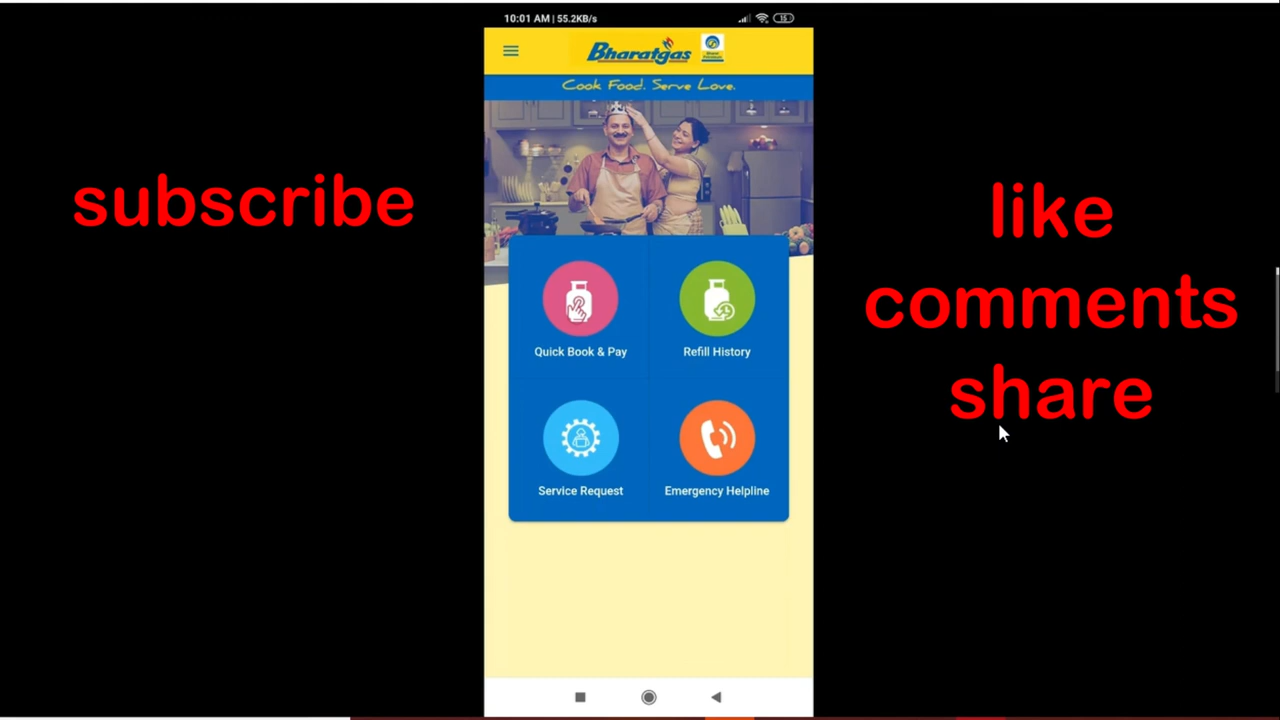 10:01 AM | 55.2KB/s
15
Bharatgas
Cook Food. Serve Love.
subscribe
like
comments
share
Quick Book & Pay
Refill History
Service Request
Emergency Helpline